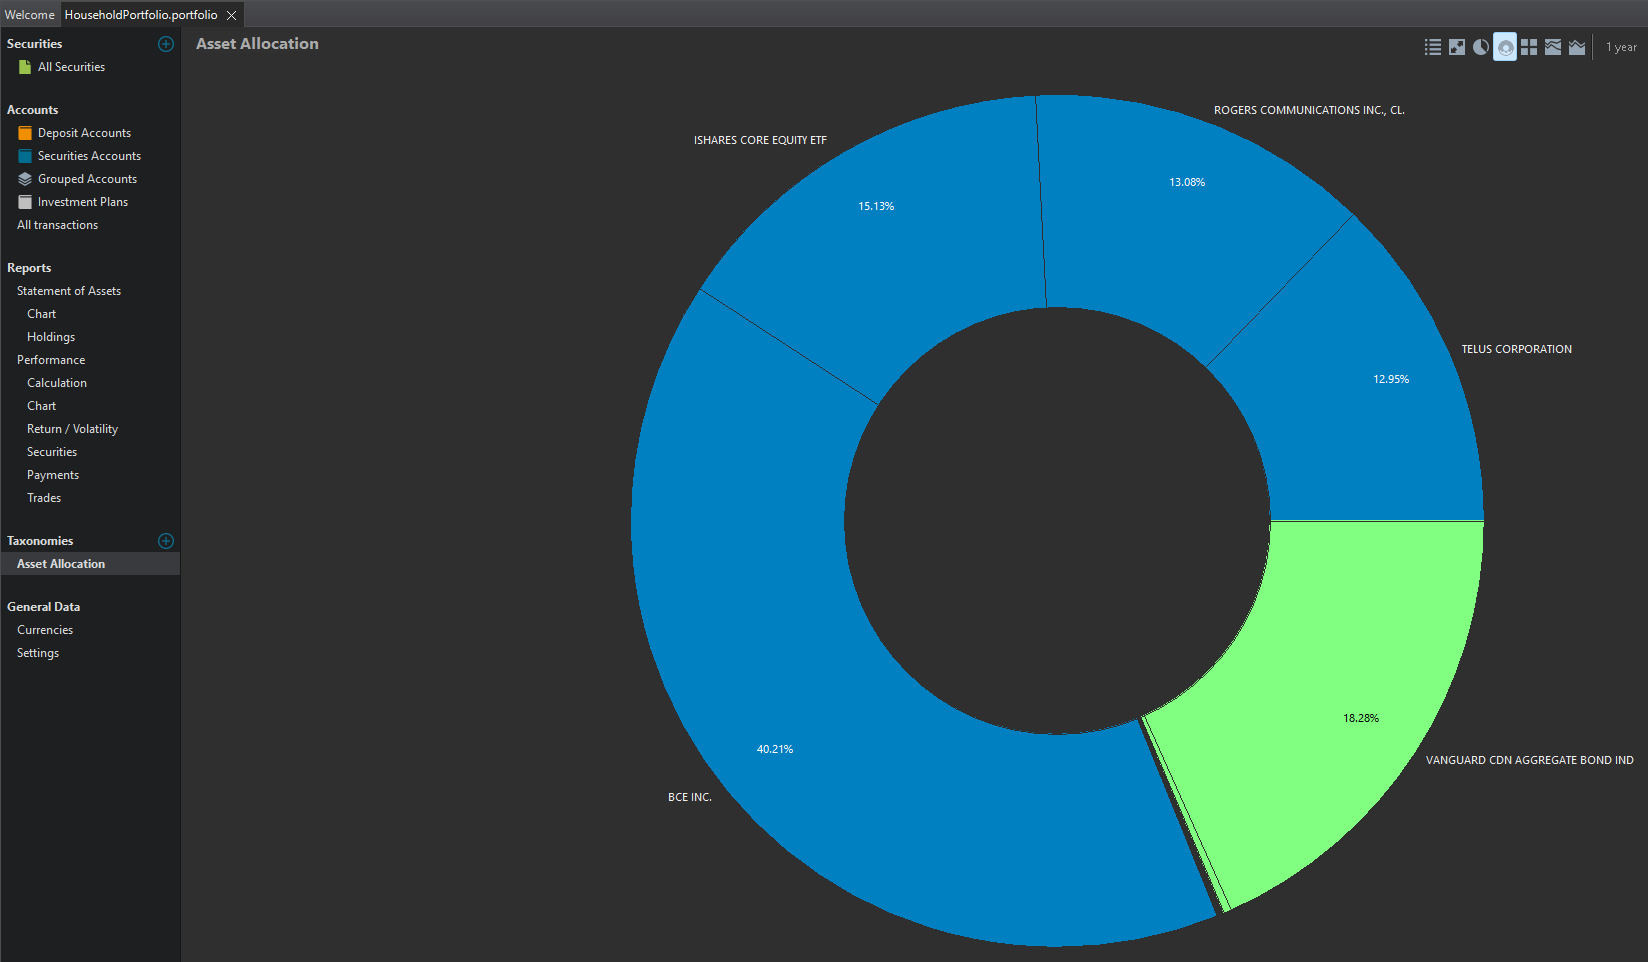 Welcome
HouseholdPortfolio.portfolio
Securities
All Securities
Accounts
Deposit Accounts
Securities Accounts
Grouped Accounts
Investment Plans
All transactions
Reports
Statement of Assets
Chart
Holdings
Performance
Calculation
Chart
Return / Volatility
Securities
Payments
Trades
Taxonomies
Asset Allocation
General Data
Currencies
Settings
Asset Allocation
1 year
ROGERS COMMUNICATIONS INC., CL.
ISHARES CORE EQUITY ETF
13.08%
15.13%
TELUS CORPORATION
12.95%
18.28%
40.21%
VANGUARD CDN AGGREGATE BOND IND
BCE INC.